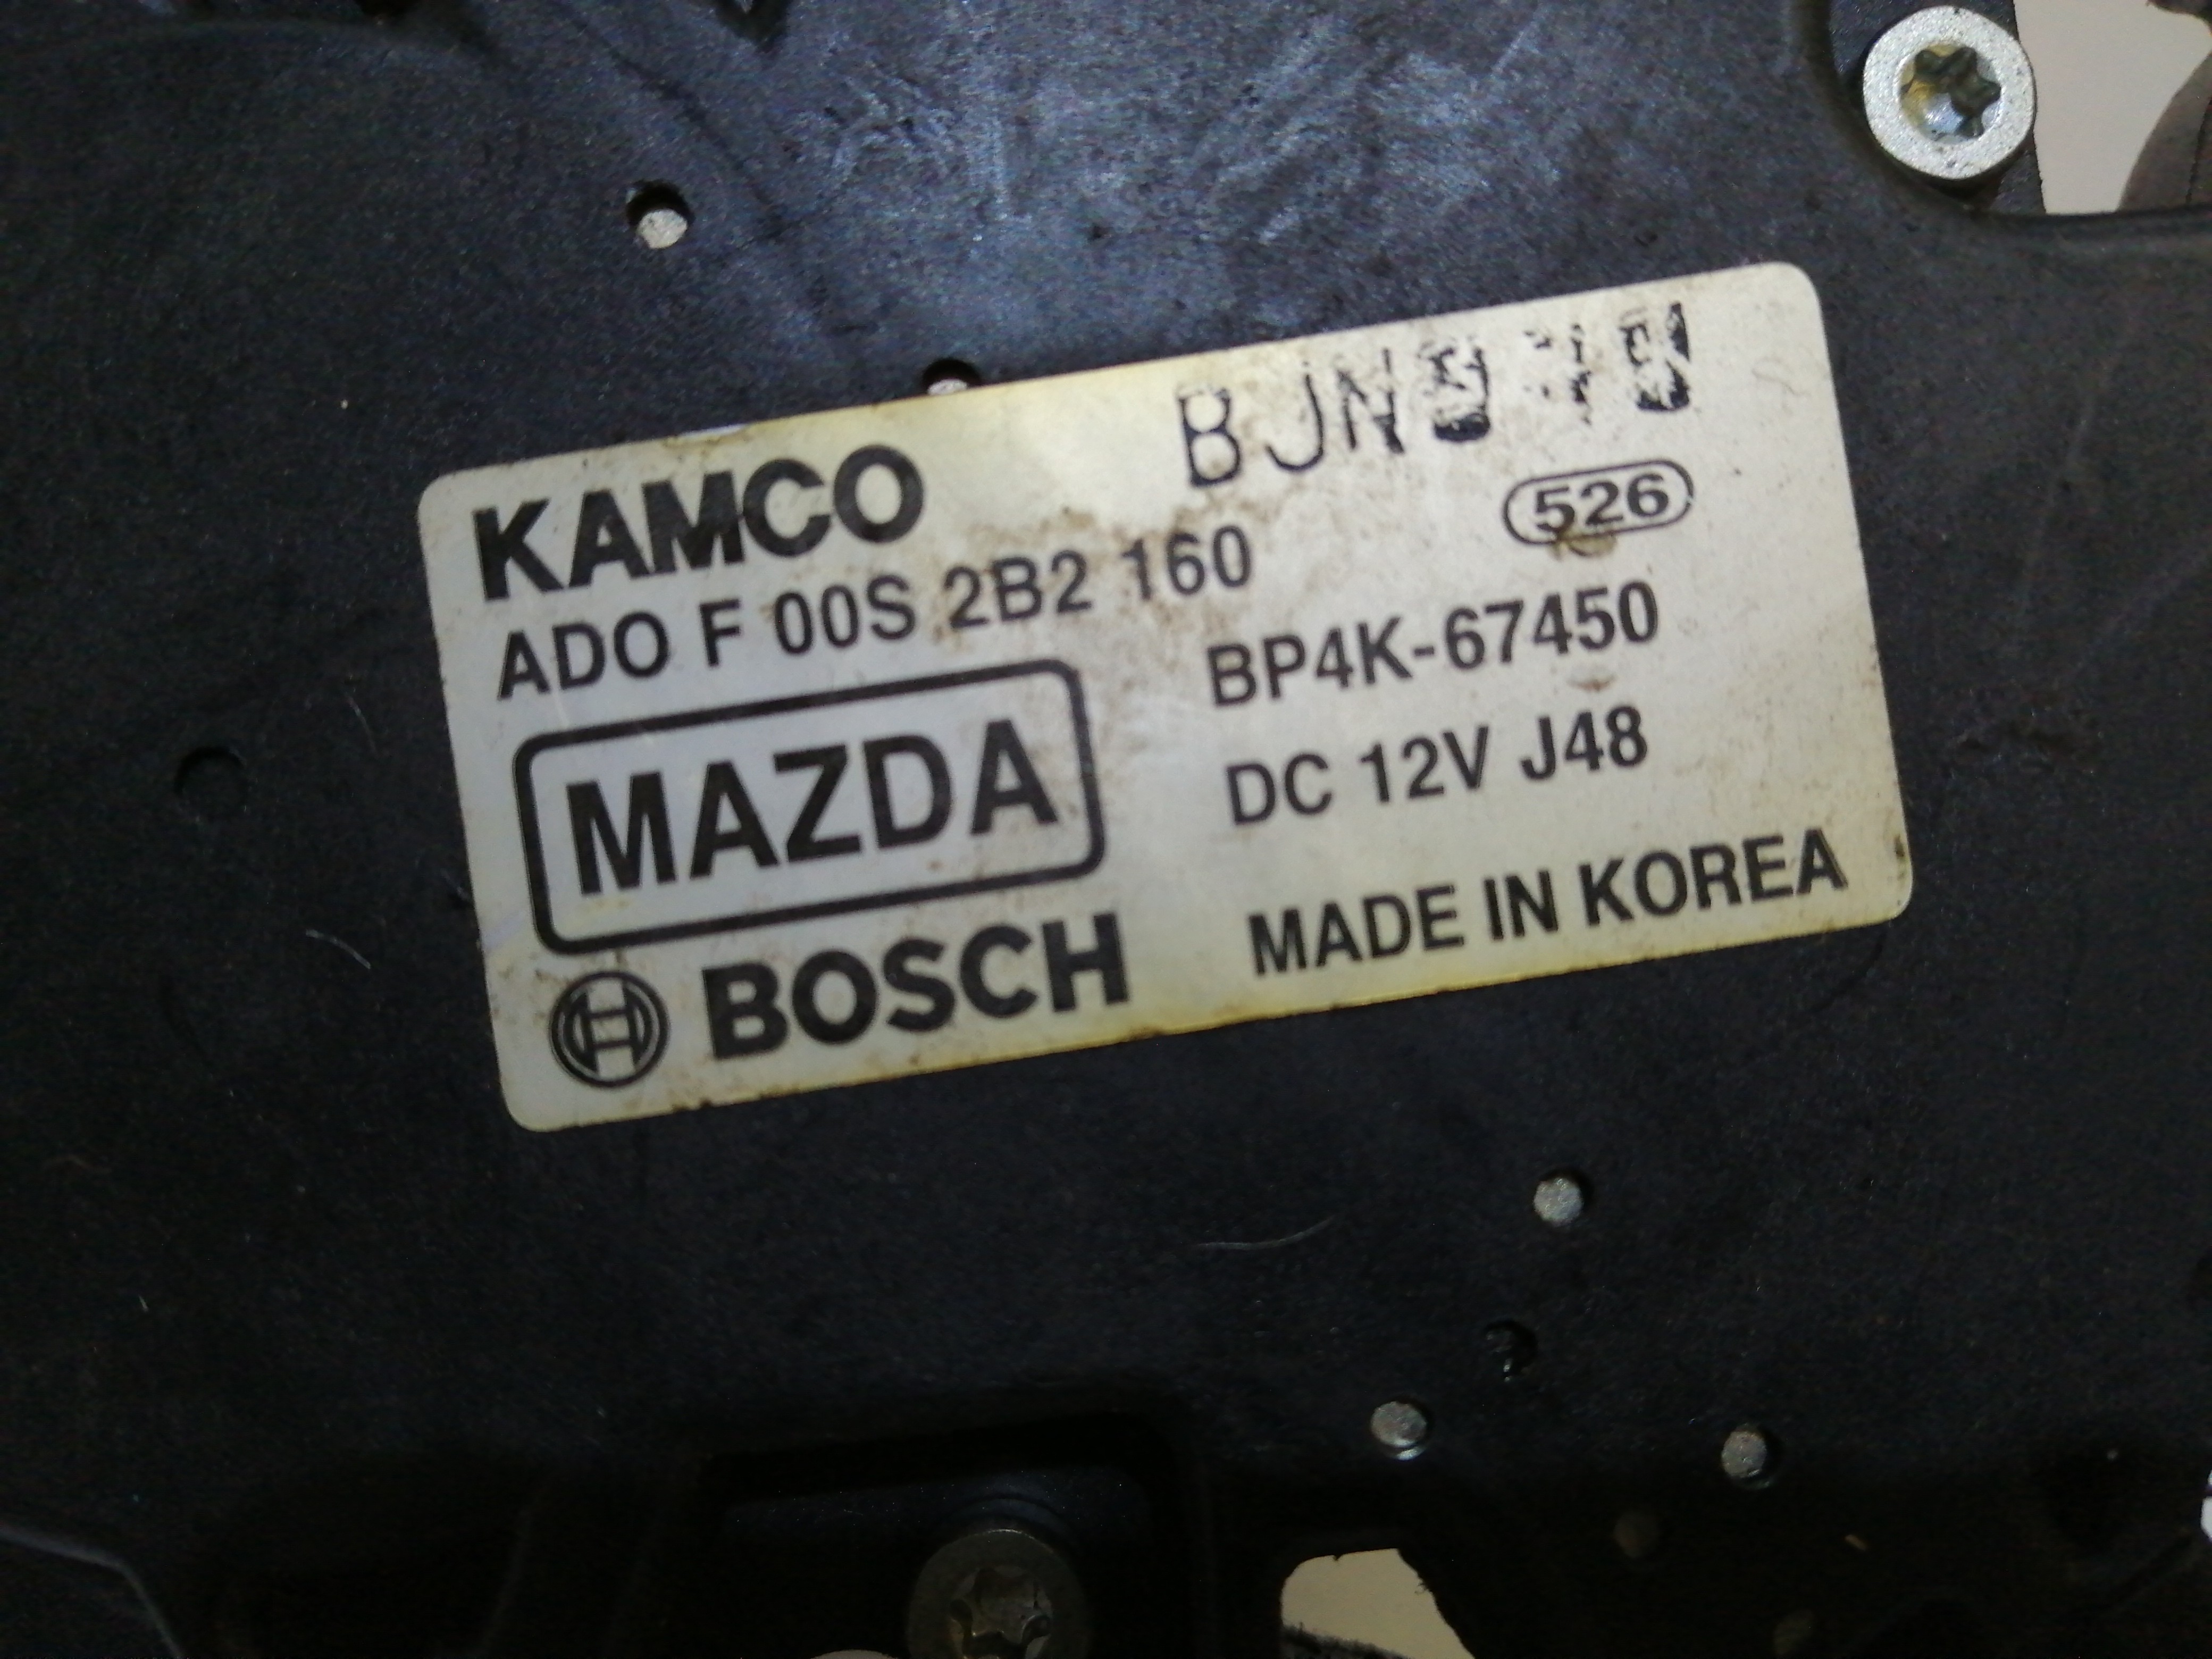 KAMCO
526
ADO F 00S 2B2 160
BP4K-67450
MAZDA
DC 12V J48
BOSCH
MADE IN KOREA